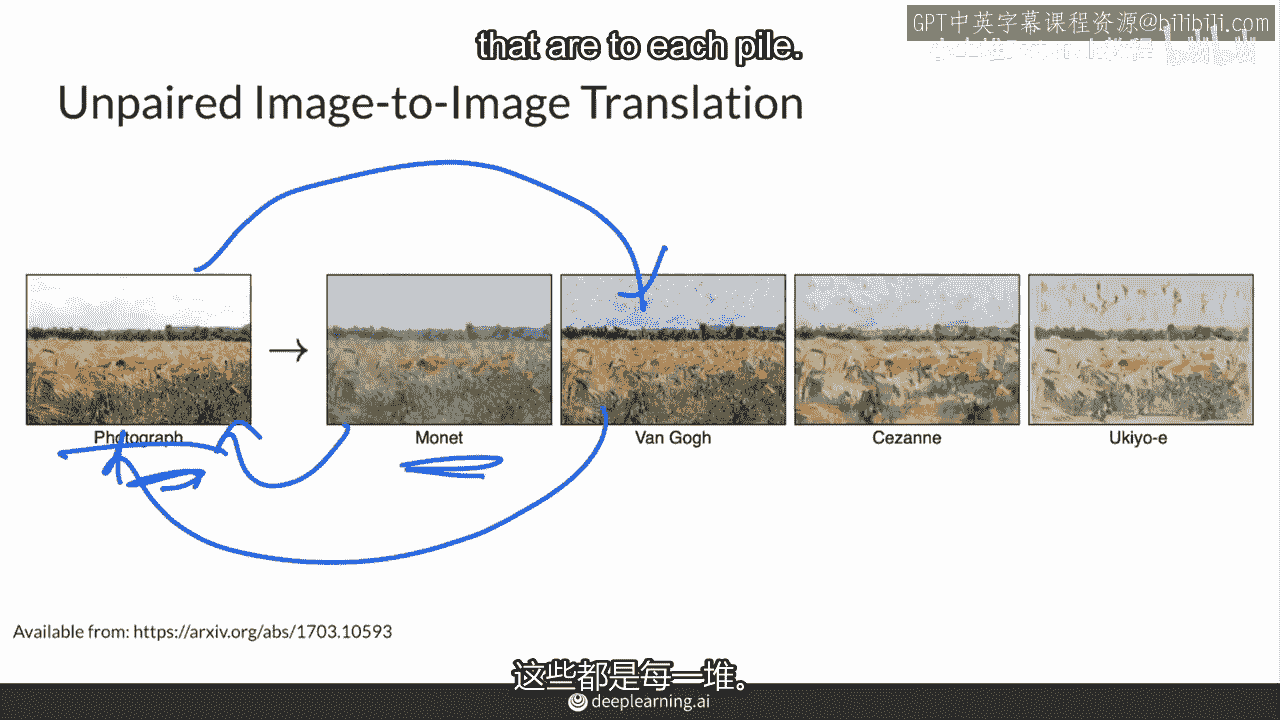 GPT中英字幕课程资源@bilibili.com
that are to each pile.
Unpaired Image-to-Image Translation
Photograph
Monet
Van Gogh
Cezanne
Ukiyo-e
Available from: https://arxiv.org/abs/1703.10593
这些都是每一堆。
deeplearning.ai